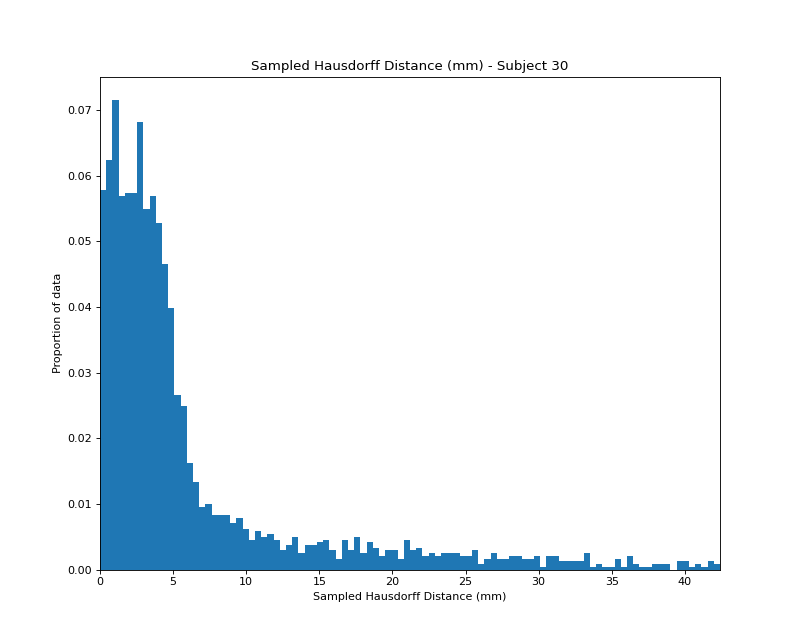 Sampled Hausdorff Distance (mm) - Subject 30
0.07
0.06
0.05
0.04
0.03
0.02
0.01
0.00
Proportion of data
0 5 10 15 20 25 30 35 40
Sampled Hausdorff Distance (mm)